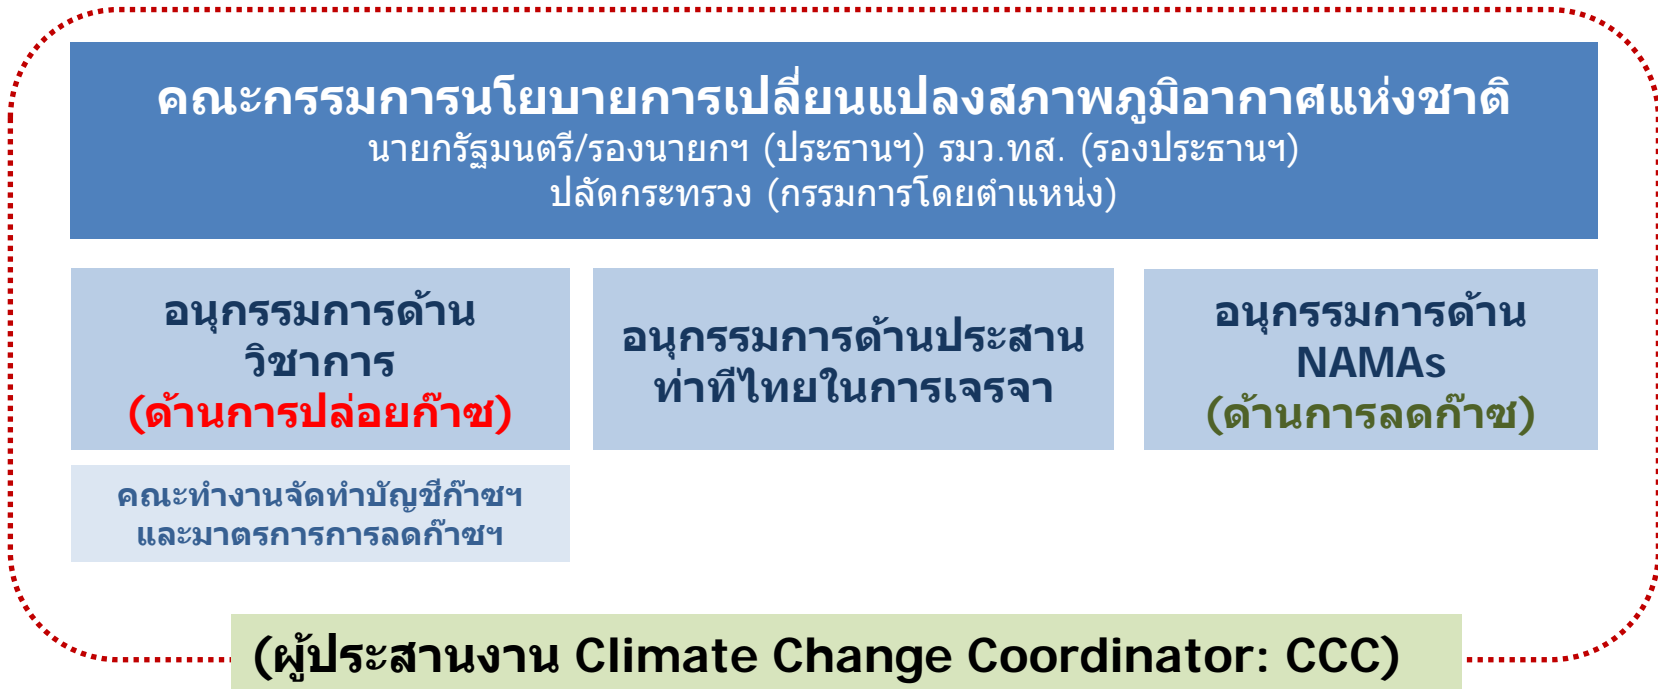 คณะกรรมการนโยบายการเปลี่ยนแปลงสภาพภูมิอากาศแห่งชาติ
นายกรัฐมนตรี/รองนายกฯ (ประธานฯ) รมว.ทส. (รองประธานฯ)
ปลัดกระทรวง (กรรมการโดยตำแหน่ง)
อนุกรรมการด้าน
วิชาการ
(ด้านการปล่อยก๊าซ)
อนุกรรมการด้านประสาน
ท่าทีไทยในการเจรจา
อนุกรรมการด้าน
NAMAs
(ด้านการลดก๊าซ)
คณะทำงานจัดทำบัญชีก๊าซฯ
และมาตรการการลดก๊าซฯ
(ผู้ประสานงาน Climate Change Coordinator: CCC)